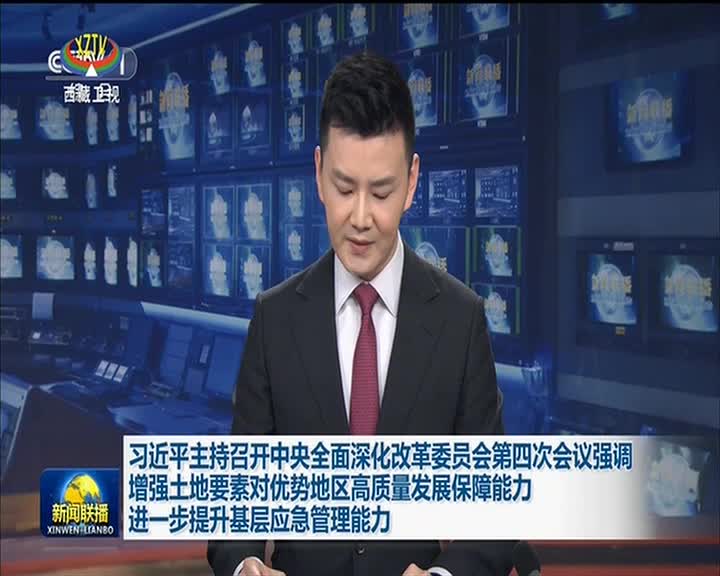 XZTV
西藏卫视
习近平主持召开中央全面深化改革委员会第四次会议强调
增强土地要素对优势地区高质量发展保障能力
进一步提升基层应急管理能力
新闻联播
XINWEN-LIANBO